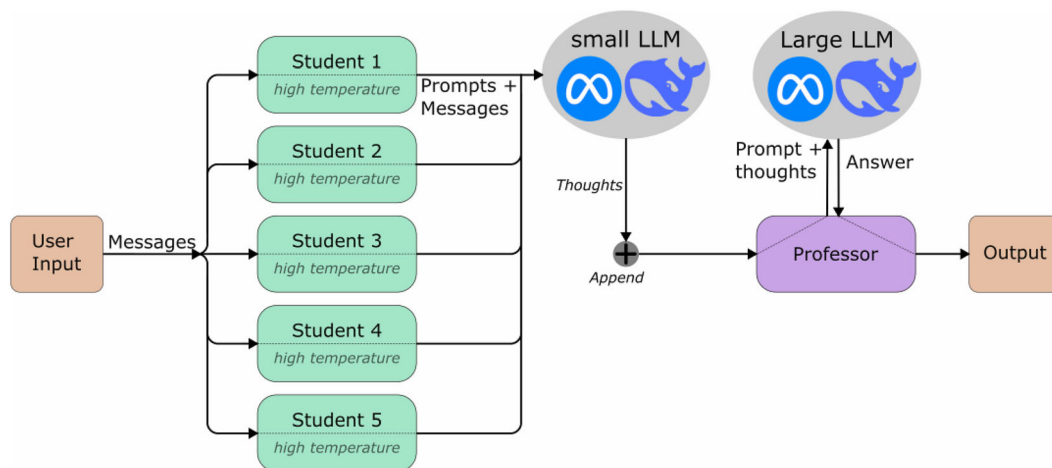 User
Input
Messages
Student 1
high temperature
Student 2
high temperature
Student 3
high temperature
Student 4
high temperature
Student 5
high temperature
Prompts +
Messages
small LLM
Thoughts
Append
Large LLM
Prompt +
thoughts
Answer
Professor
Output